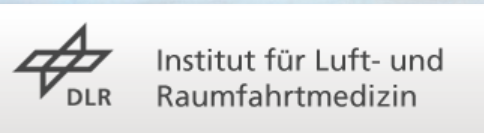 DLR
Institut für Luft- und
Raumfahrtmedizin